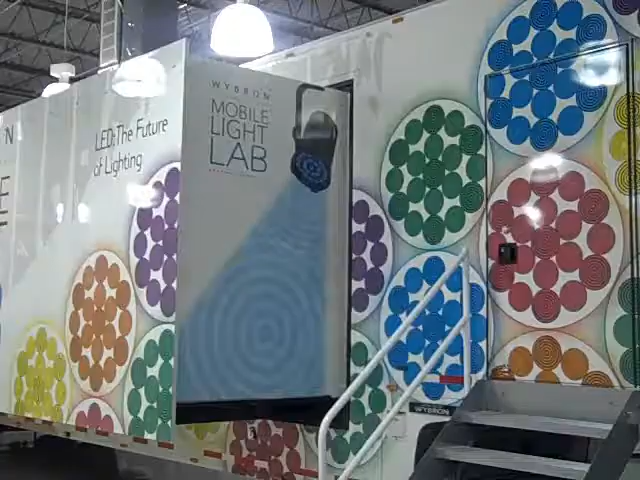 LED: The Future
of Lighting
WYBRON
MOBILE
LIGHT
LAB
WYBRON